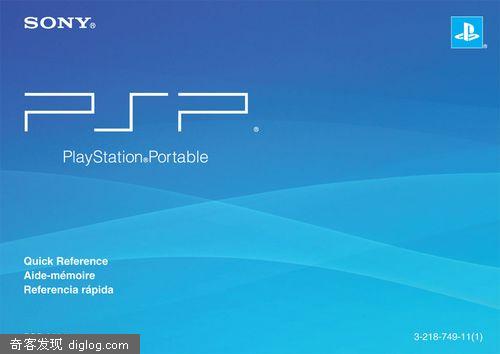 SONY®
PSP®
PlayStation®Portable
Quick Reference
Aide-mémoire
Referencia rápida
3-218-749-11(1)
奇客发现 diglog.com